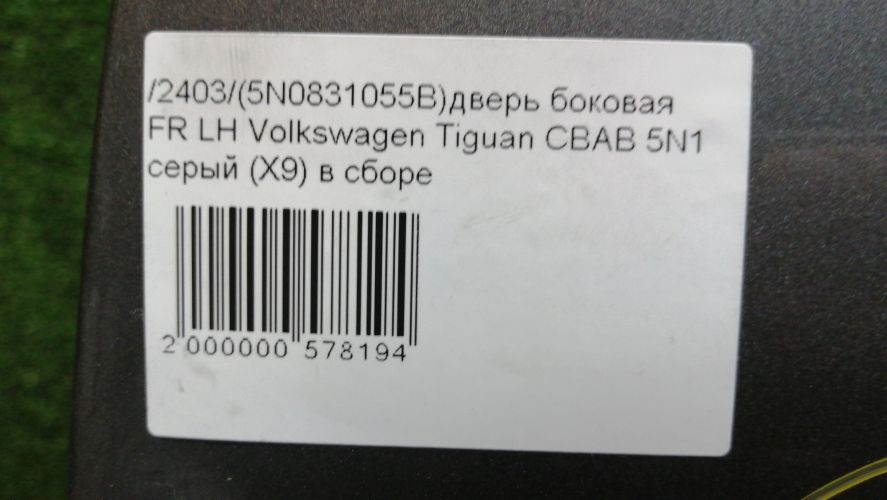 /2403/(5N0831055B)дверь боковая
FR LH Volkswagen Tiguan CBAB 5N1
серый (X9) в сборе
2 000000 578194